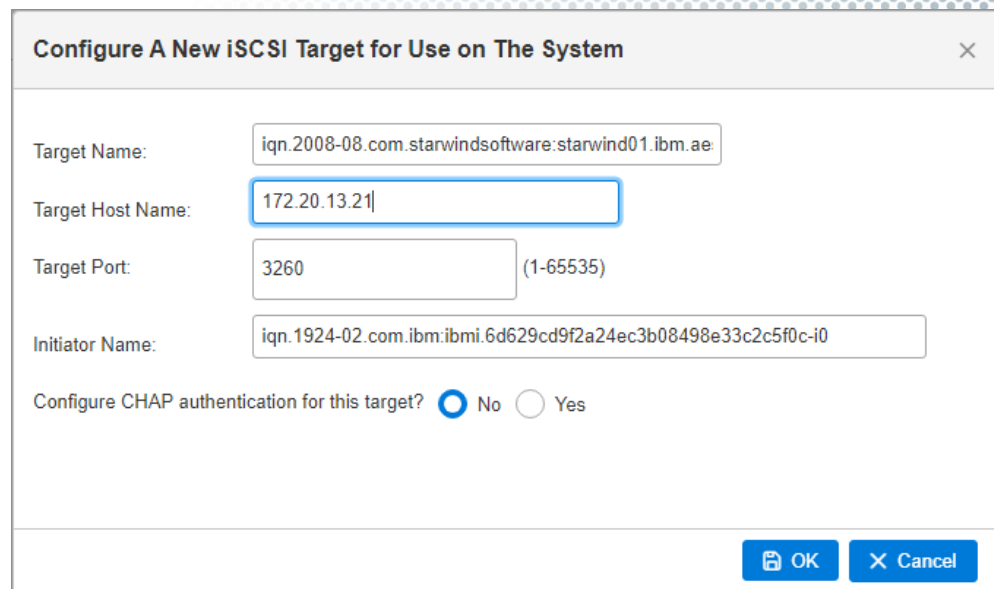 Configure A New iSCSI Target for Use on The System
Target Name: iqn.2008-08.com.starwindsoftware:starwind01.ibm.ae
Target Host Name: 172.20.13.21
Target Port: 3260 (1-65535)
Initiator Name: iqn.1924-02.com.ibm:ibmi.6d629cd9f2a24ec3b08498e33c2c5f0c-i0
Configure CHAP authentication for this target? No Yes
OK Cancel